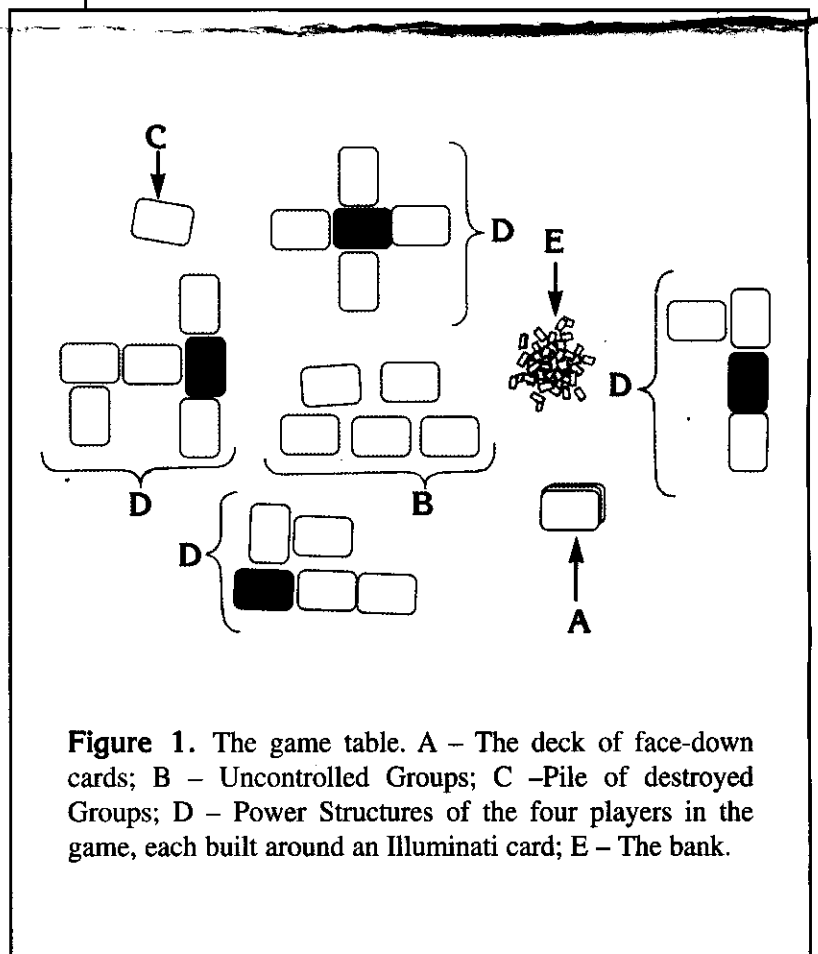 C
D
E
D
D
B
D
A
Figure 1. The game table. A – The deck of face-down
cards; B – Uncontrolled Groups; C –Pile of destroyed
Groups; D – Power Structures of the four players in the
game, each built around an Illuminati card; E – The bank.